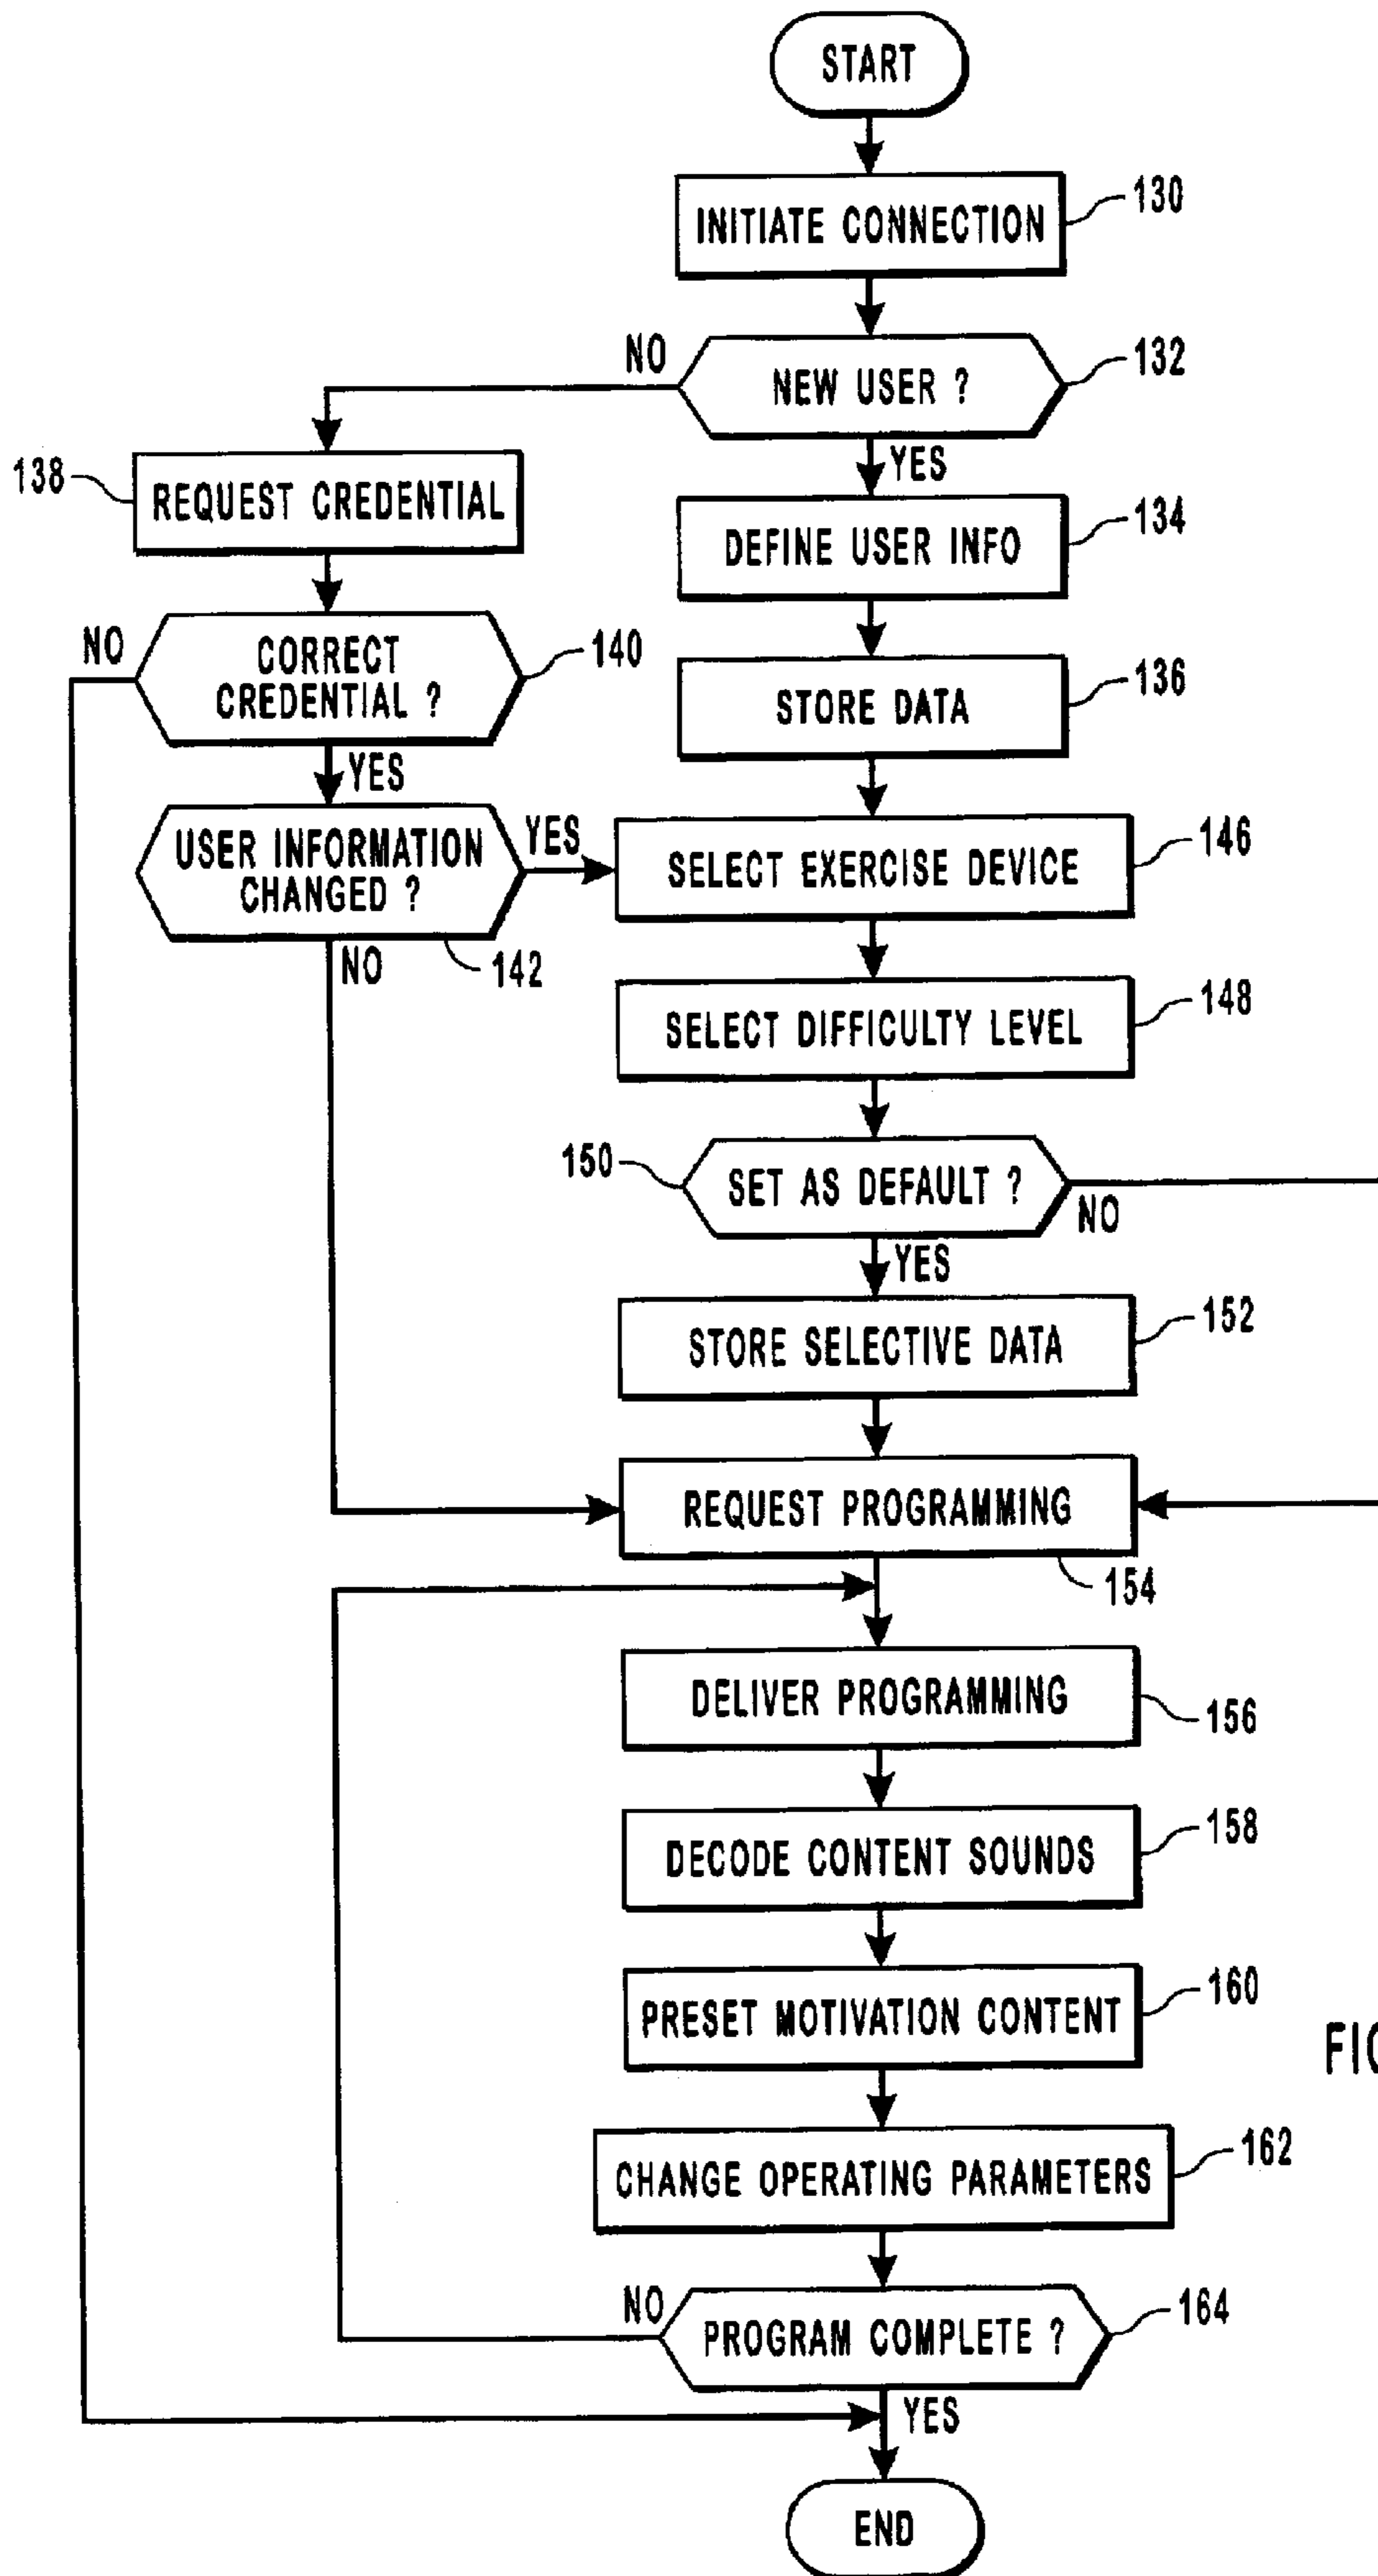 START
INITIATE CONNECTION
130
NEW USER ?
132
NO
YES
138
REQUEST CREDENTIAL
DEFINE USER INFO
134
NO
CORRECT
CREDENTIAL ?
140
STORE DATA
136
YES
USER INFORMATION
CHANGED ?
142
YES
NO
SELECT EXERCISE DEVICE
146
SELECT DIFFICULTY LEVEL
148
150
SET AS DEFAULT ?
NO
YES
STORE SELECTIVE DATA
152
REQUEST PROGRAMMING
154
DELIVER PROGRAMMING
156
DECODE CONTENT SOUNDS
158
PRESET MOTIVATION CONTENT
160
CHANGE OPERATING PARAMETERS
162
NO
PROGRAM COMPLETE ?
164
YES
END